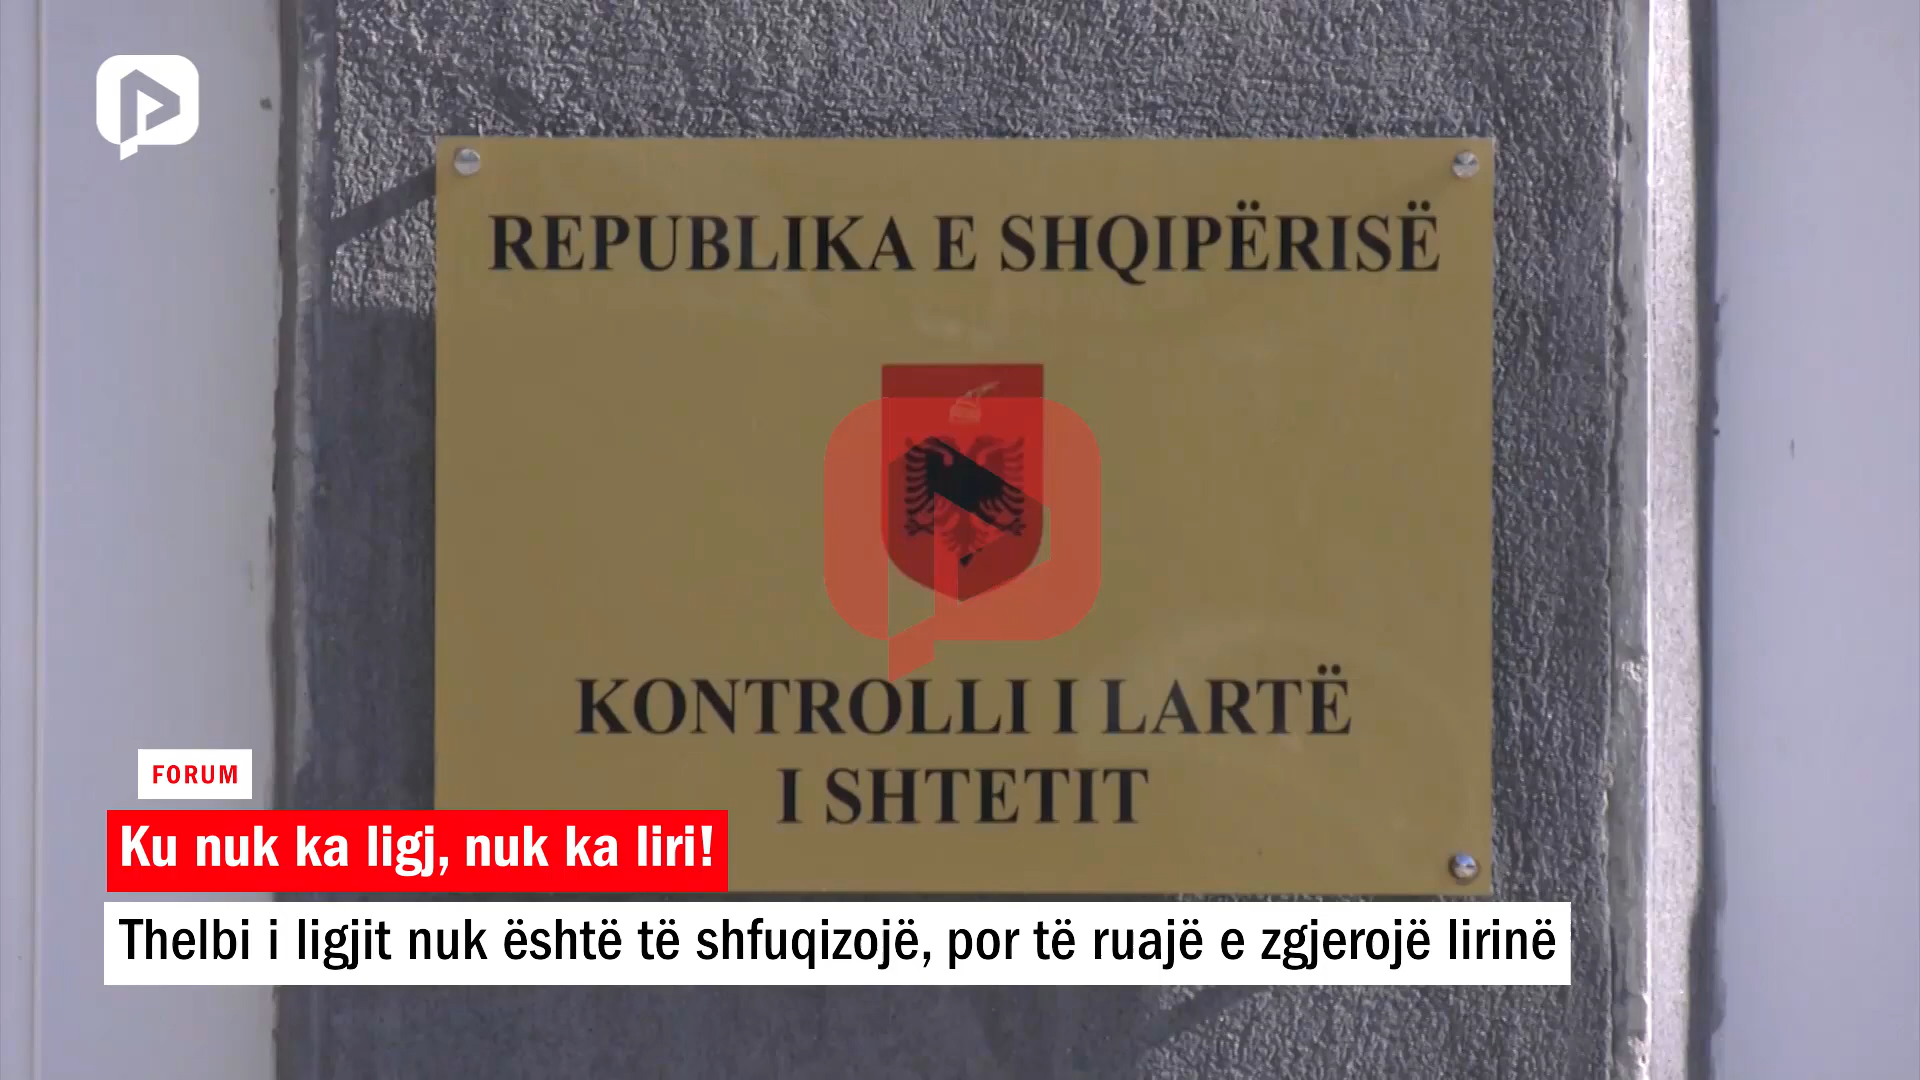 REPUBLIKA E SHQIPËRISË
KONTROLLI I LARTË
I SHTETIT
FORUM
Ku nuk ka ligj, nuk ka liri!
Thelbi i ligjit nuk është të shfuqizojë, por të ruajë e zgjerojë lirinë